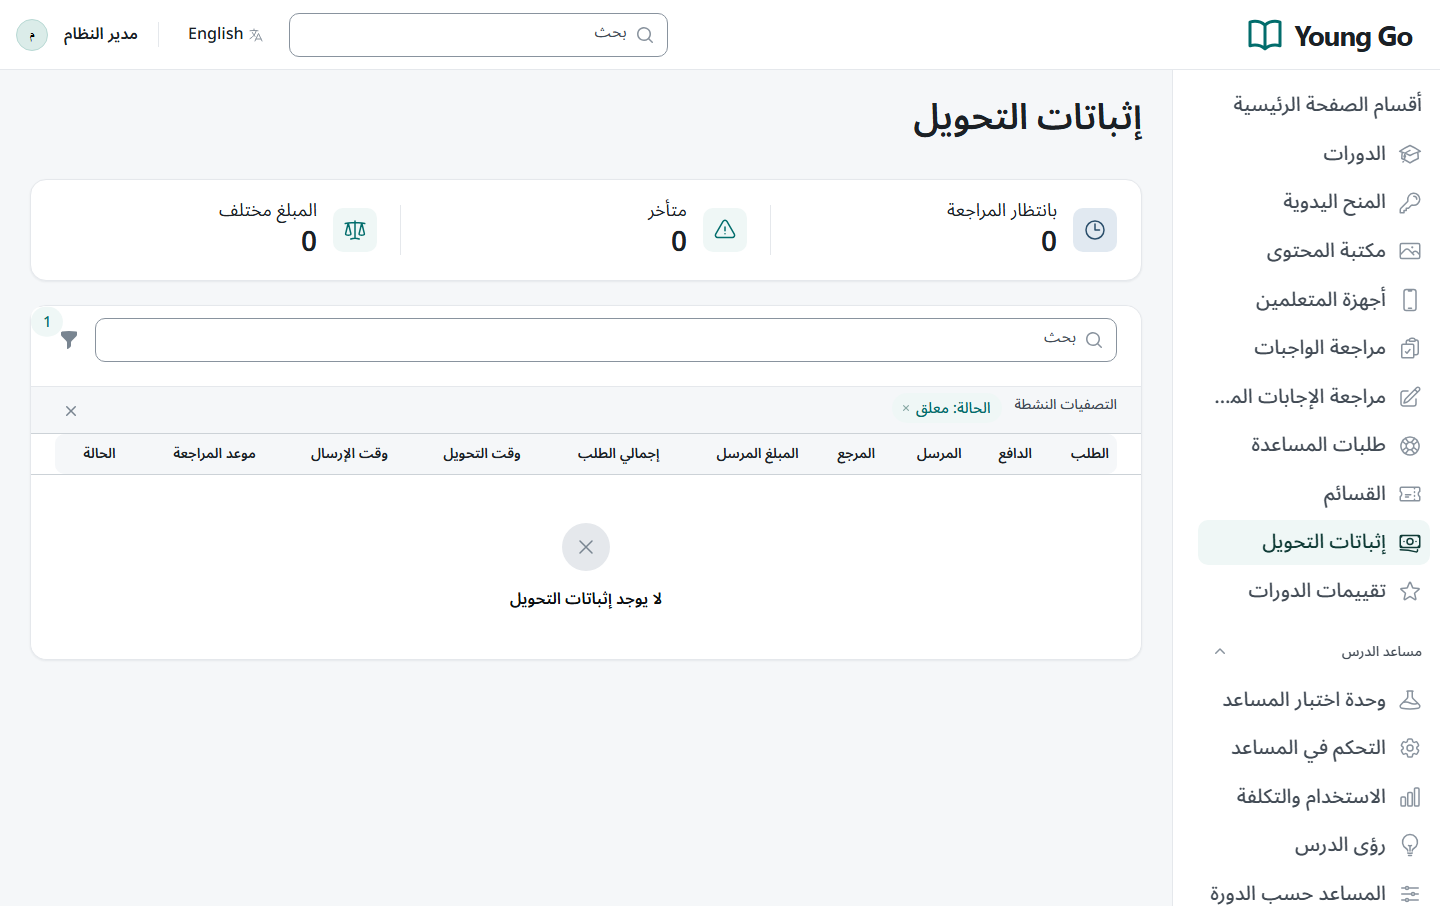 Young Go
بحث
English
مدير النظام
م
أقسام الصفحة الرئيسية
الدورات
المنح اليدوية
مكتبة المحتوى
أجهزة المتعلمين
مراجعة الواجبات
مراجعة الإجابات الم...
طلبات المساعدة
القسائم
إثباتات التحويل
تقييمات الدورات
مساعد الدرس
وحدة اختبار المساعد
التحكم في المساعد
الاستخدام والتكلفة
رؤى الدرس
المساعد حسب الدورة
إثباتات التحويل
بانتظار المراجعة
0
متأخر
0
المبلغ مختلف
0
بحث
1
التصفيات النشطة
الحالة: معلق
الطلب الدافع المرسل المرجع المبلغ المرسل إجمالي الطلب وقت التحويل وقت الإرسال موعد المراجعة الحالة
لا يوجد إثباتات التحويل